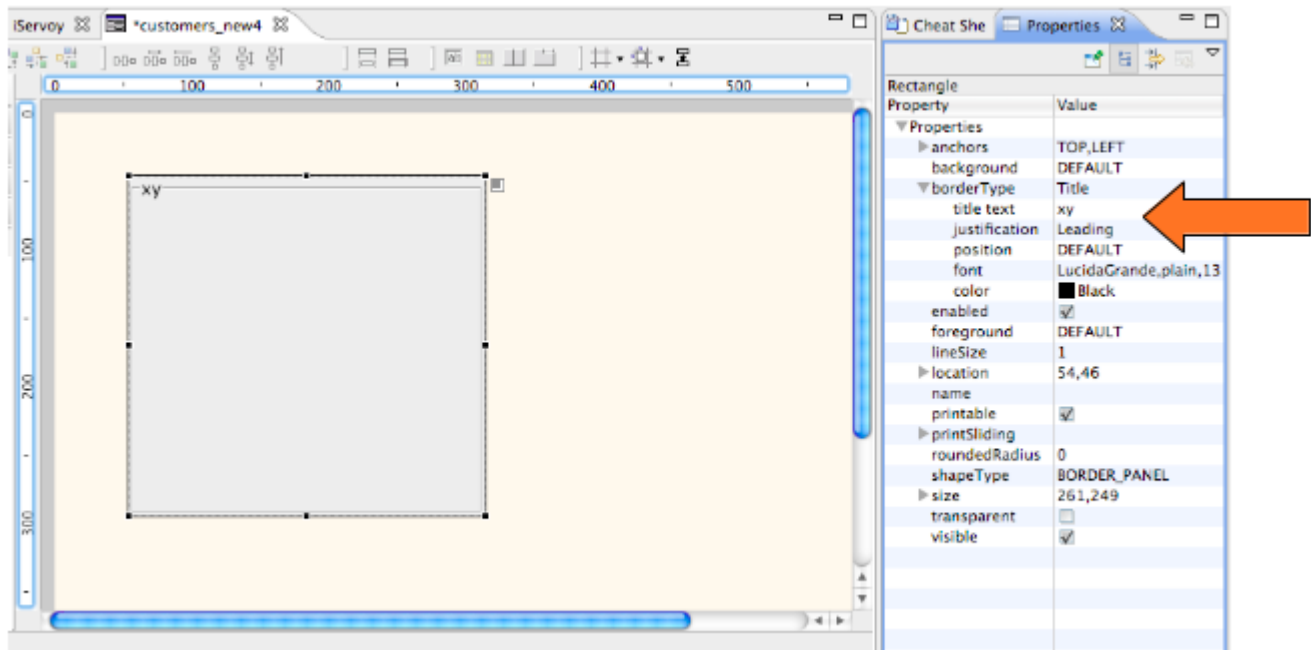 iServoy *customers_new4
Cheat She Properties
0 100 200 300 400 500
0
100
200
300
xy
Rectangle
Property Value
Properties
anchors TOP,LEFT
background DEFAULT
borderType Title
title text xy
justification Leading
position DEFAULT
font LucidaGrande,plain,13
color Black
enabled
foreground DEFAULT
lineSize 1
location 54,46
name
printable
printSliding
roundedRadius 0
shapeType BORDER_PANEL
size 261,249
transparent
visible